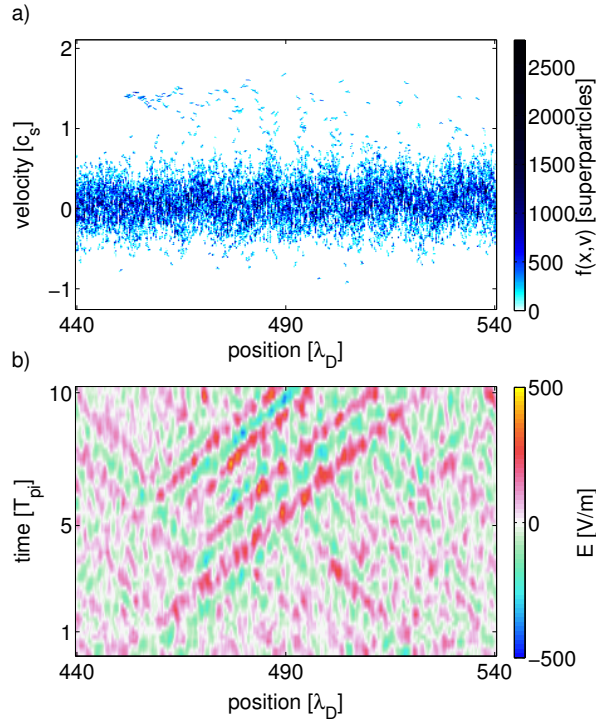 a)
2
1
0
−1
velocity [c_s]
440
490
540
position [λ_D]
2500
2000
1500
1000
500
0
f(x,v) [superparticles]
b)
10
5
1
time [T_pi]
440
490
540
position [λ_D]
500
0
−500
E [V/m]